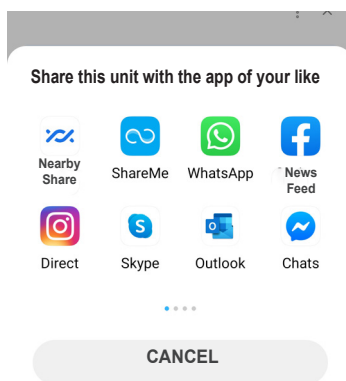 Share this unit with the app of your like
Nearby
Share
ShareMe
WhatsApp
News
Feed
Direct
Skype
Outlook
Chats
CANCEL